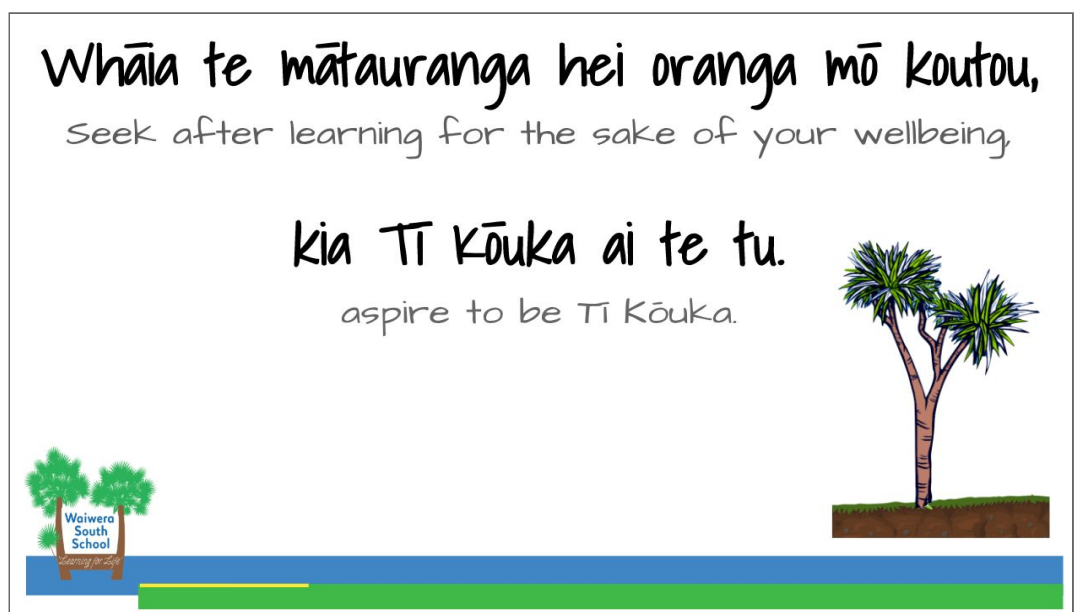 Whāia te mātauranga hei oranga mō koutou,
Seek after learning for the sake of your wellbeing,
kia Tī Kōuka ai te tu.
aspire to be Tī Kōuka.
Waiwera
South
School
Learning for Life